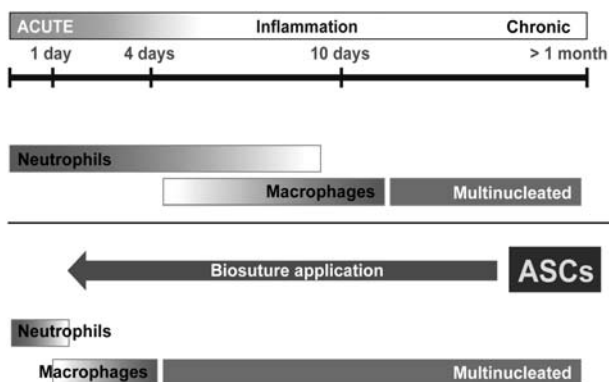 ACUTE Inflammation Chronic
1 day 4 days 10 days > 1 month
Neutrophils
Macrophages Multinucleated
Biosuture application ASCs
Neutrophils
Macrophages Multinucleated